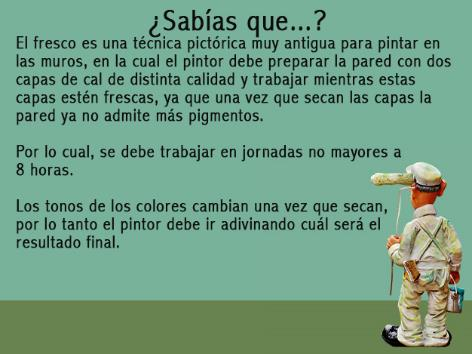 ¿Sabías que...?
El fresco es una técnica pictórica muy antigua para pintar en
las muros, en la cual el pintor debe preparar la pared con dos
capas de cal de distinta calidad y trabajar mientras estas
capas estén frescas, ya que una vez que secan las capas la
pared ya no admite más pigmentos.
Por lo cual, se debe trabajar en jornadas no mayores a
8 horas.
Los tonos de los colores cambian una vez que secan,
por lo tanto el pintor debe ir adivinando cuál será el
resultado final.